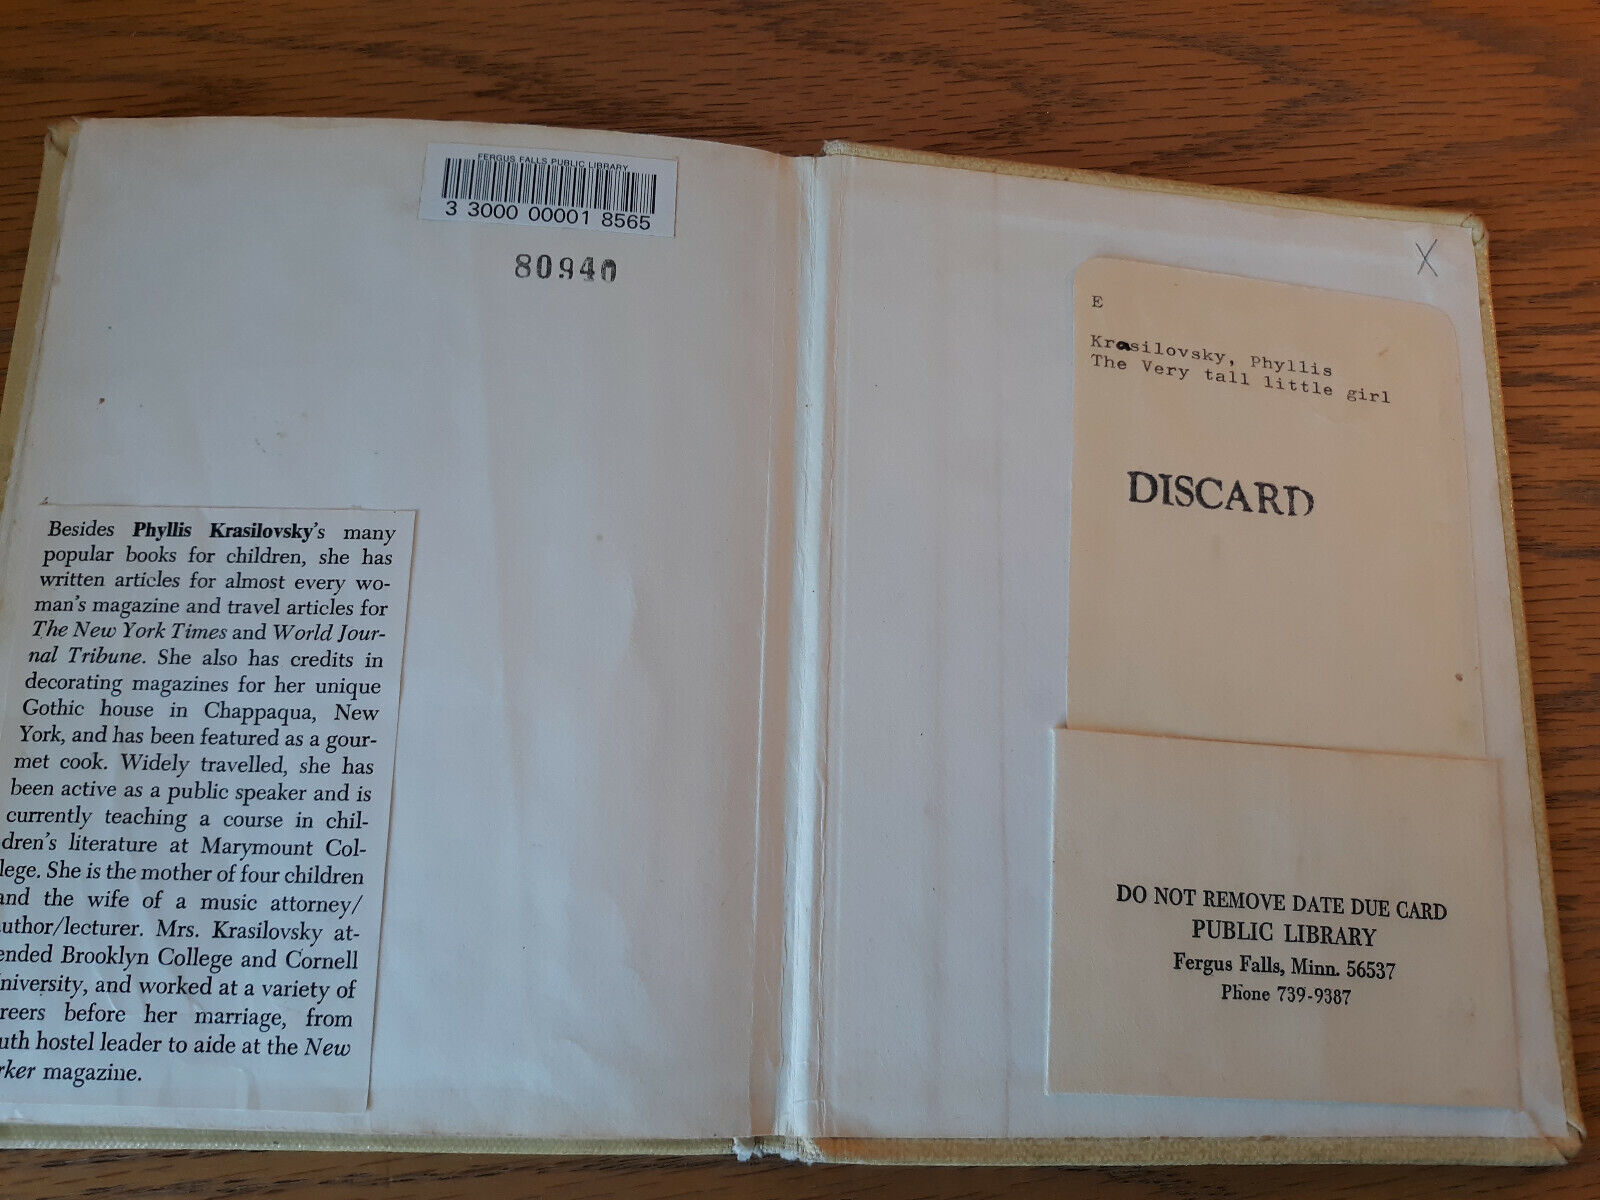 FERGUS FALLS PUBLIC LIBRARY
3 3000 00001 8565
80940
Besides Phyllis Krasilovsky's many
popular books for children, she has
written articles for almost every wo-
man's magazine and travel articles for
The New York Times and World Jour-
nal Tribune. She also has credits in
decorating magazines for her unique
Gothic house in Chappaqua, New
York, and has been featured as a gour-
met cook. Widely travelled, she has
been active as a public speaker and is
currently teaching a course in chil-
dren's literature at Marymount Col-
lege. She is the mother of four children
and the wife of a music attorney/
uthor/lecturer. Mrs. Krasilovsky at-
ended Brooklyn College and Cornell
niversity, and worked at a variety of
reers before her marriage, from
uth hostel leader to aide at the New
rker magazine.
X
E
Krasilovsky, Phyllis
The Very tall little girl
DISCARD
DO NOT REMOVE DATE DUE CARD
PUBLIC LIBRARY
Fergus Falls, Minn. 56537
Phone 739-9387